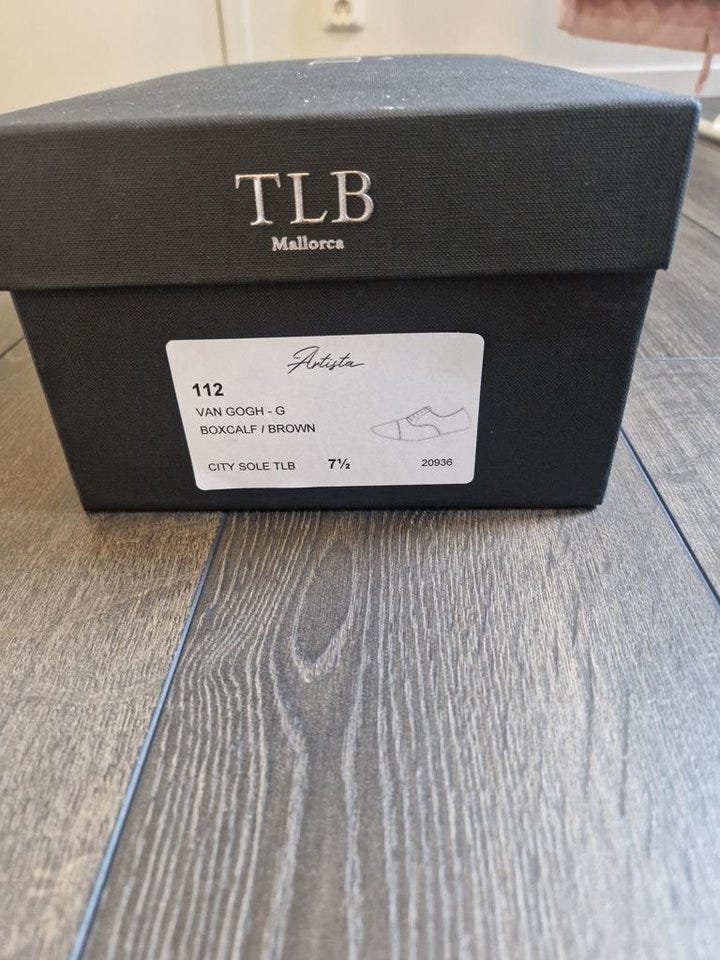 TLB
Mallorca
Artista
112
VAN GOGH - G
BOXCALF / BROWN
CITY SOLE TLB 7½ 20936